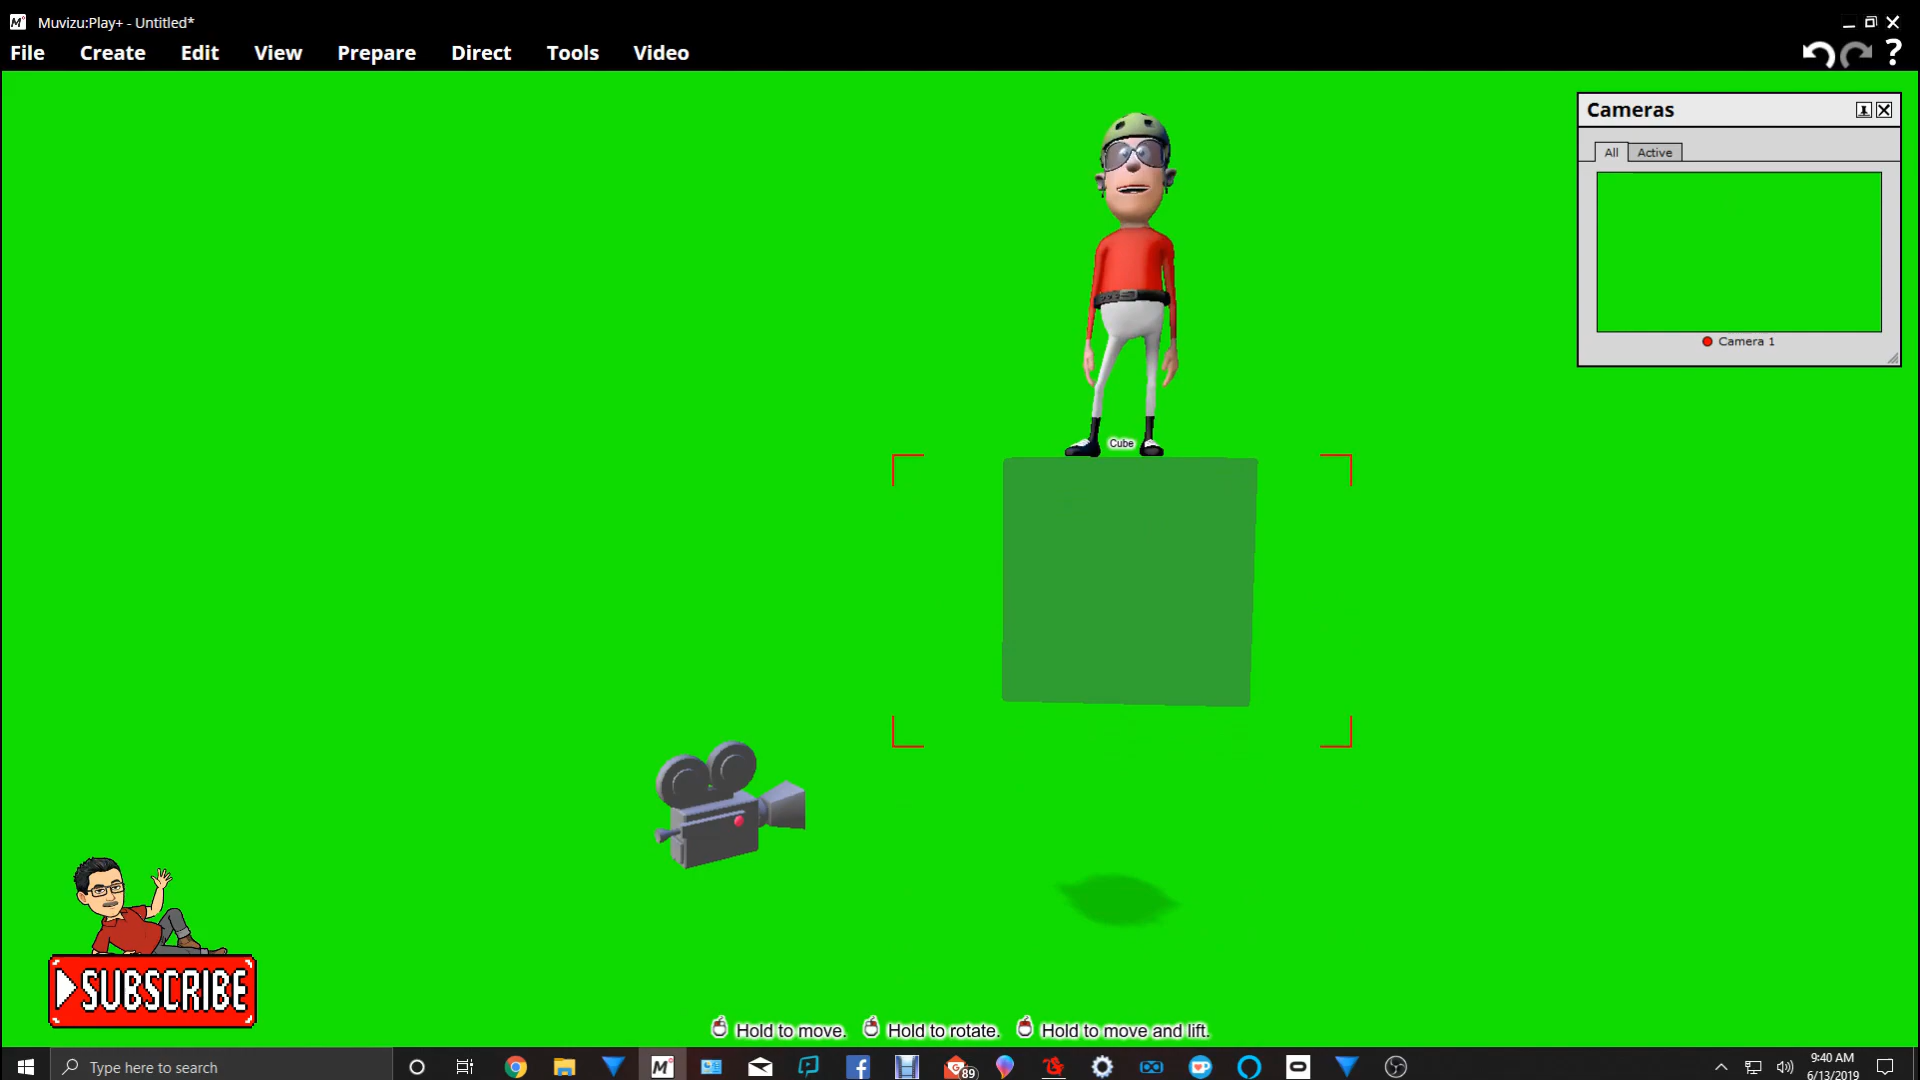 Muvizu:Play+ - Untitled*
File Create Edit View Prepare Direct Tools Video ?
Cameras
All Active
Camera 1
Cube
SUBSCRIBE
Hold to move. Hold to rotate. Hold to move and lift.
Type here to search
89
9:40 AM
6/13/2019